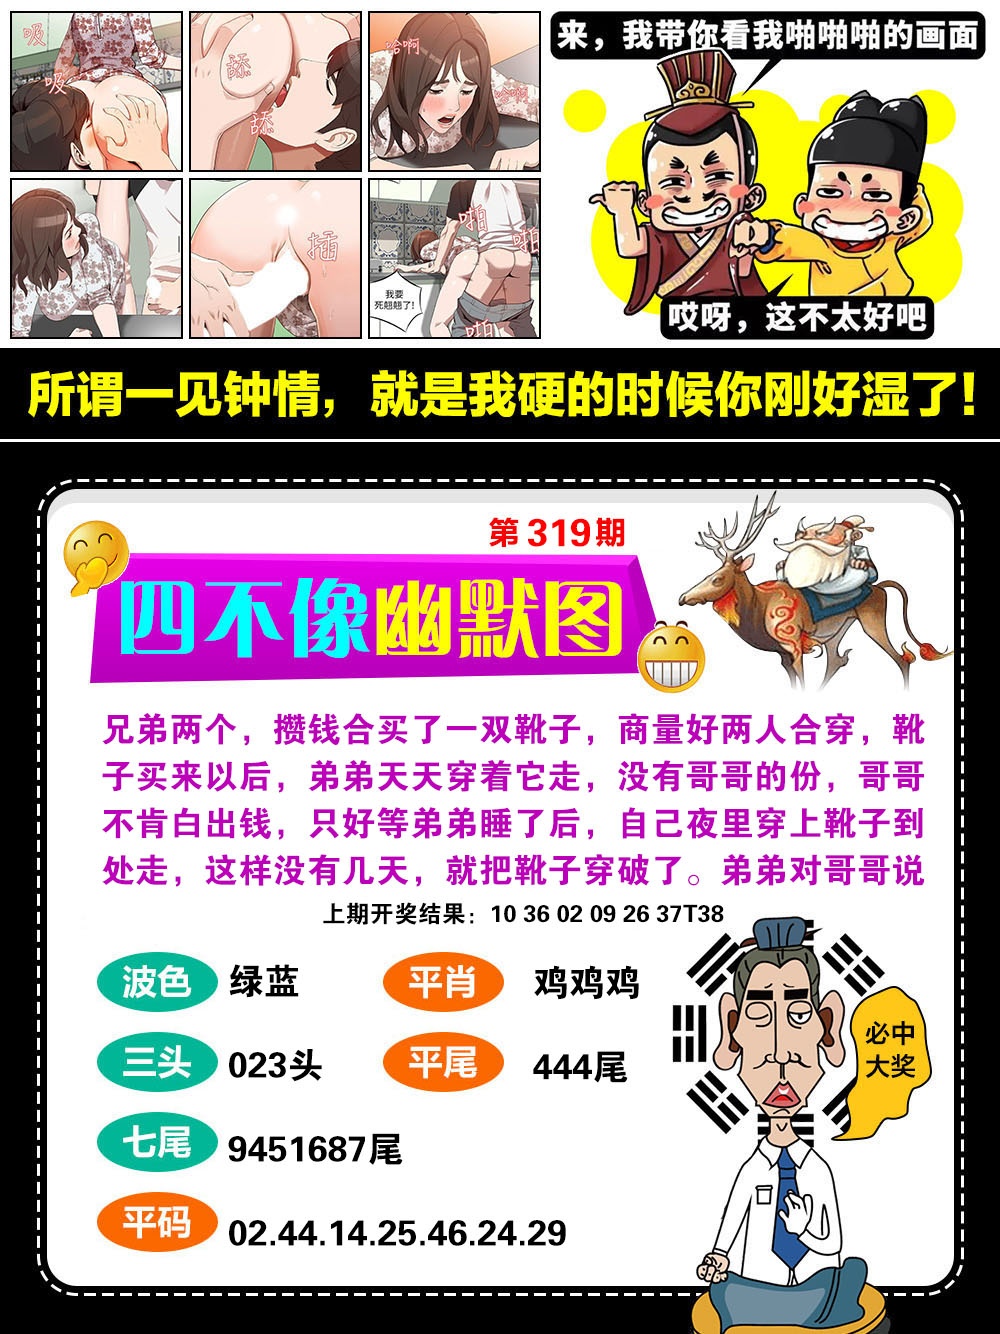 吸
吸
舔
舔
哈啊
哈啊
来，我带你看我啪啪啪的画面
插
啪
啪
我要
死翘翘了！
啪
哎呀，这不太好吧
所谓一见钟情，就是我硬的时候你刚好湿了！
第319期
四不像幽默图
兄弟两个，攒钱合买了一双靴子，商量好两人合穿，靴
子买来以后，弟弟天天穿着它走，没有哥哥的份，哥哥
不肯白出钱，只好等弟弟睡了后，自己夜里穿上靴子到
处走，这样没有几天，就把靴子穿破了。弟弟对哥哥说
上期开奖结果：10 36 02 09 26 37T38
波色 绿蓝 平肖 鸡鸡鸡
三头 023头 平尾 444尾
必中
大奖
七尾 9451687尾
平码 02.44.14.25.46.24.29